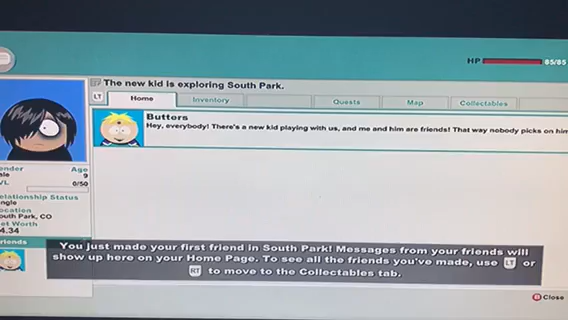 HP 85/85
The new kid is exploring South Park.
LT Home Inventory Quests Map Collectables
Butters
Hey, everybody! There's a new kid playing with us, and me and him are friends! That way nobody picks on him
ender Age
ale 9
VL 0/50
elationship Status
ngle
ocation
outh Park, CO
et Worth
4.34
riends
You just made your first friend in South Park! Messages from your friends will
show up here on your Home Page. To see all the friends you've made, use LT or
RT to move to the Collectables tab.
B Close